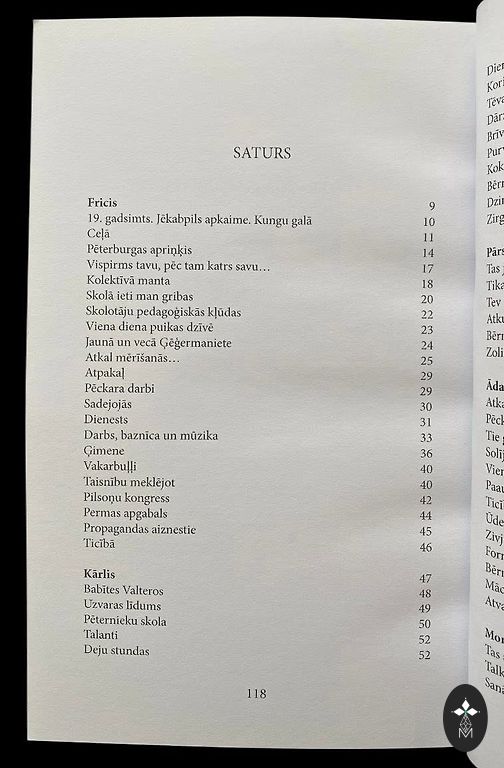 SATURS
Fricis 9
19. gadsimts. Jēkabpils apkaime. Kungu galā 10
Ceļā 11
Pēterburgas apriņķis 14
Vispirms tavu, pēc tam katrs savu… 17
Kolektīvā manta 18
Skolā ieti man gribas 20
Skolotāju pedagoģiskās kļūdas 22
Viena diena puikas dzīvē 23
Jaunā un vecā Ģēģermaniete 24
Atkal mērīšanās… 25
Atpakaļ 29
Pēckara darbi 29
Sadejojās 30
Dienests 31
Darbs, baznīca un mūzika 33
Ģimene 36
Vakarbuļļi 40
Taisnību meklējot 40
Pilsoņu kongress 42
Permas apgabals 44
Propagandas aiznestie 45
Ticībā 46
Kārlis 47
Babītes Valteros 48
Uzvaras līdums 49
Pēternieku skola 50
Talanti 52
Deju stundas 52
118